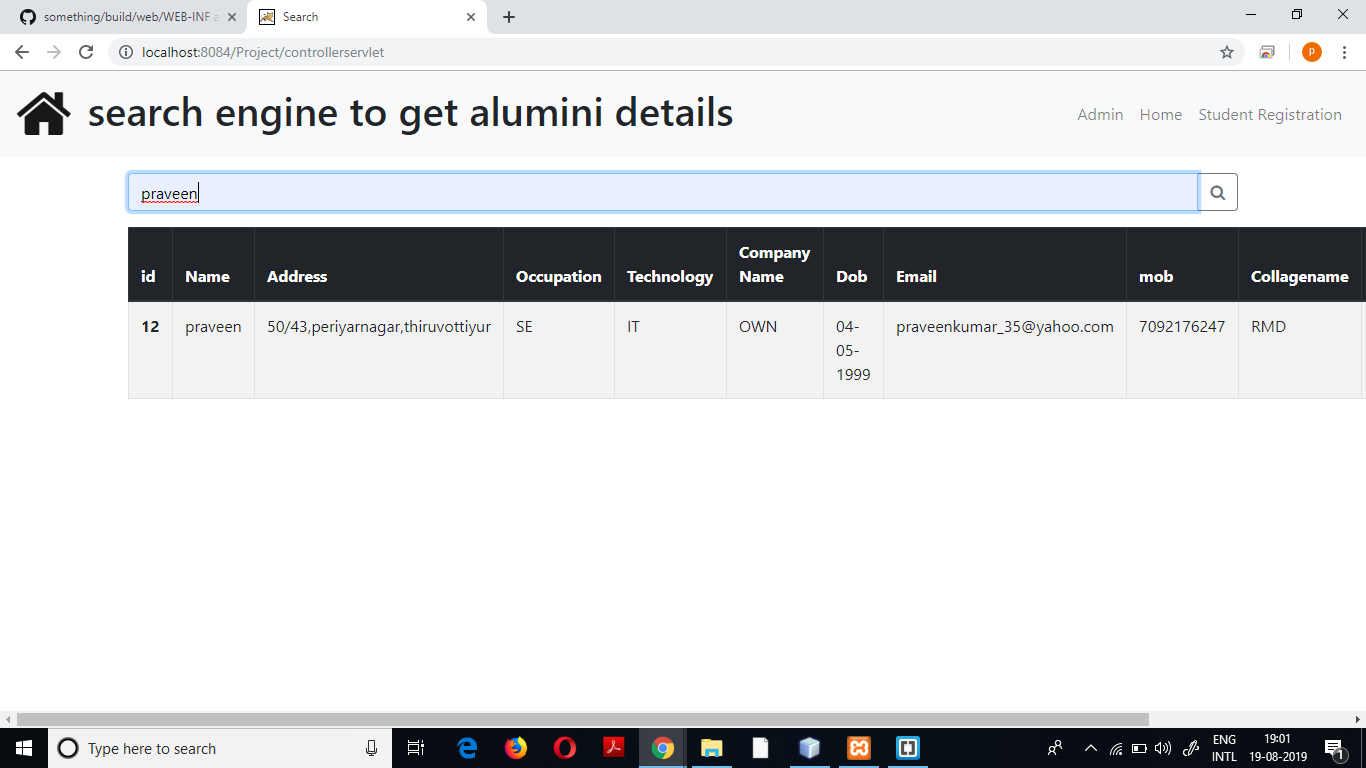 something/build/web/WEB-INF a
Search
localhost:8084/Project/controllerservlet
P
search engine to get alumini details
Admin Home Student Registration
praveen
id Name Address Occupation Technology Company Name Dob Email mob Collagename
12 praveen 50/43,periyarnagar,thiruvottiyur SE IT OWN 04-05-1999 praveenkumar_35@yahoo.com 7092176247 RMD
Type here to search
ENG
INTL
19:01
19-08-2019
1